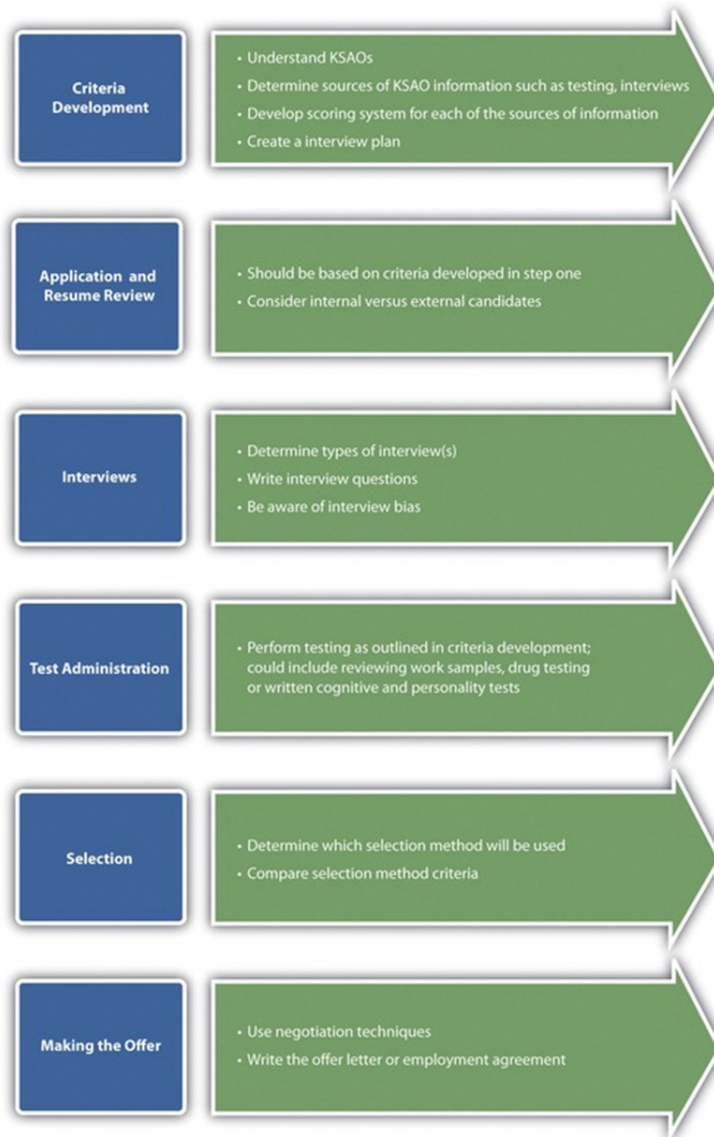 Criteria
Development
• Understand KSAOs
• Determine sources of KSAO information such as testing, interviews
• Develop scoring system for each of the sources of information
• Create a interview plan
Application and
Resume Review
• Should be based on criteria developed in step one
• Consider internal versus external candidates
Interviews
• Determine types of interview(s)
• Write interview questions
• Be aware of interview bias
Test Administration
• Perform testing as outlined in criteria development;
could include reviewing work samples, drug testing
or written cognitive and personality tests
Selection
• Determine which selection method will be used
• Compare selection method criteria
Making the Offer
• Use negotiation techniques
• Write the offer letter or employment agreement